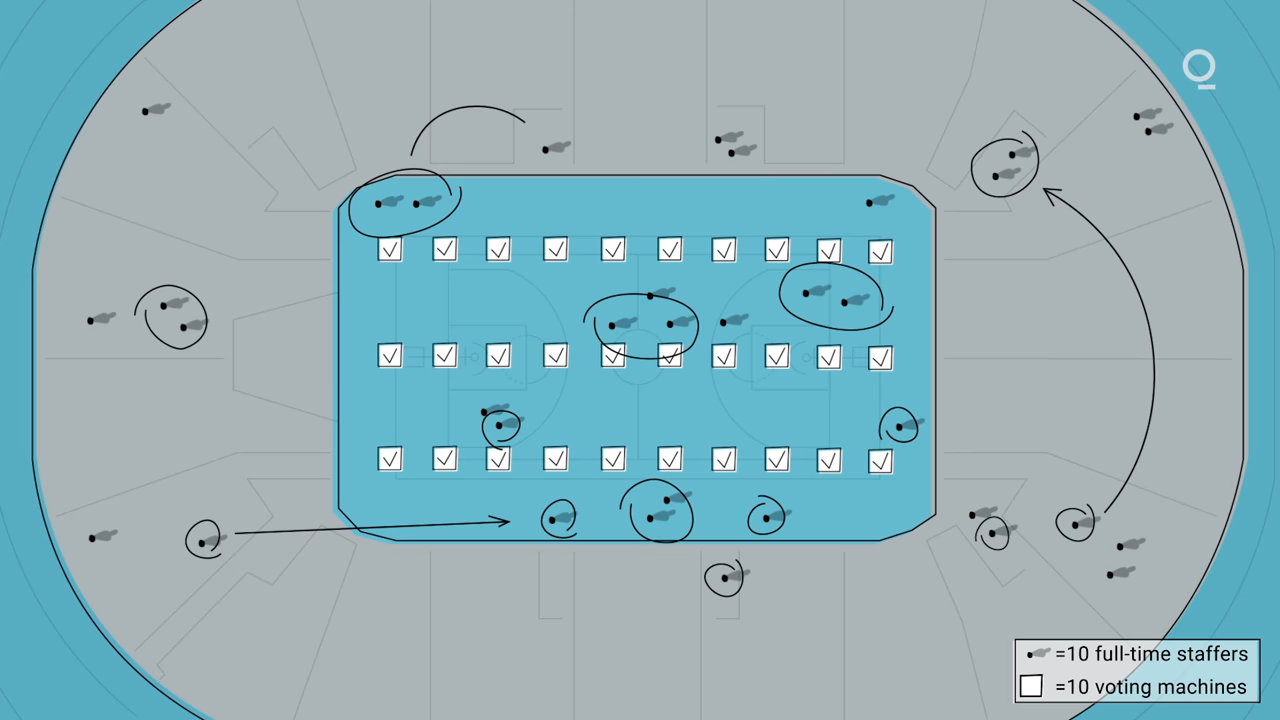 =10 full-time staffers
=10 voting machines